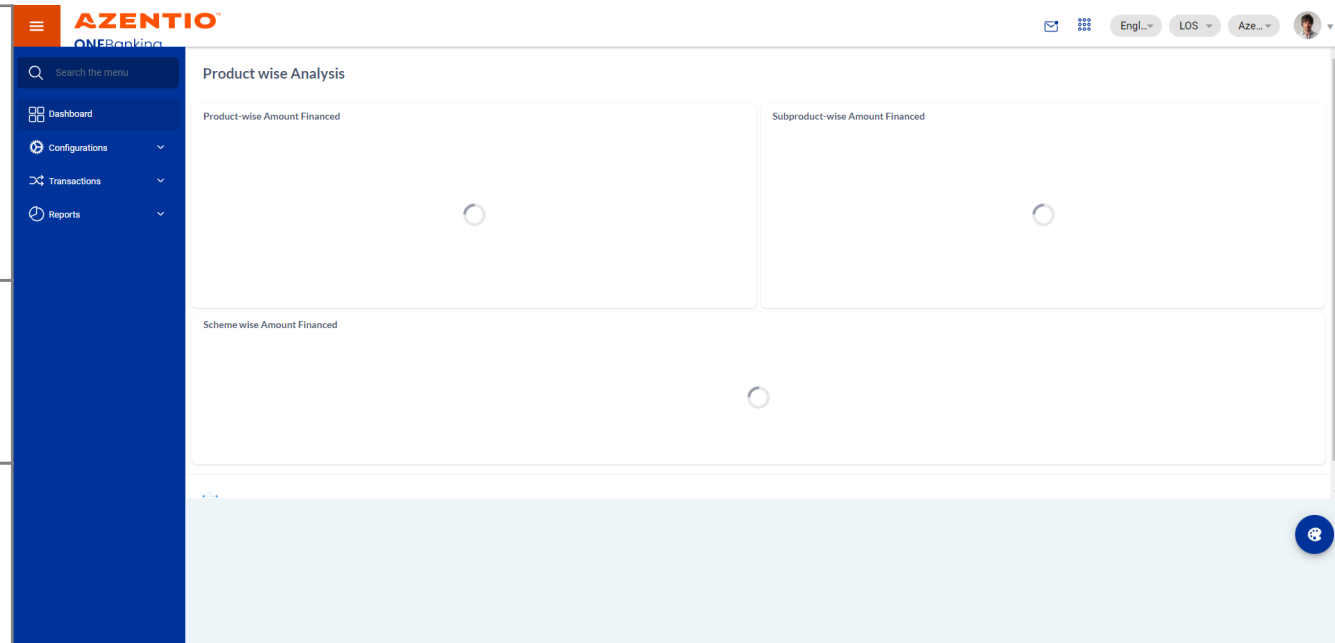 AZENTIO™
ONEBanking
Engl...
LOS
Aze...
Search the menu
Dashboard
Configurations
Transactions
Reports
Product wise Analysis
Product-wise Amount Financed
Subproduct-wise Amount Financed
Scheme wise Amount Financed